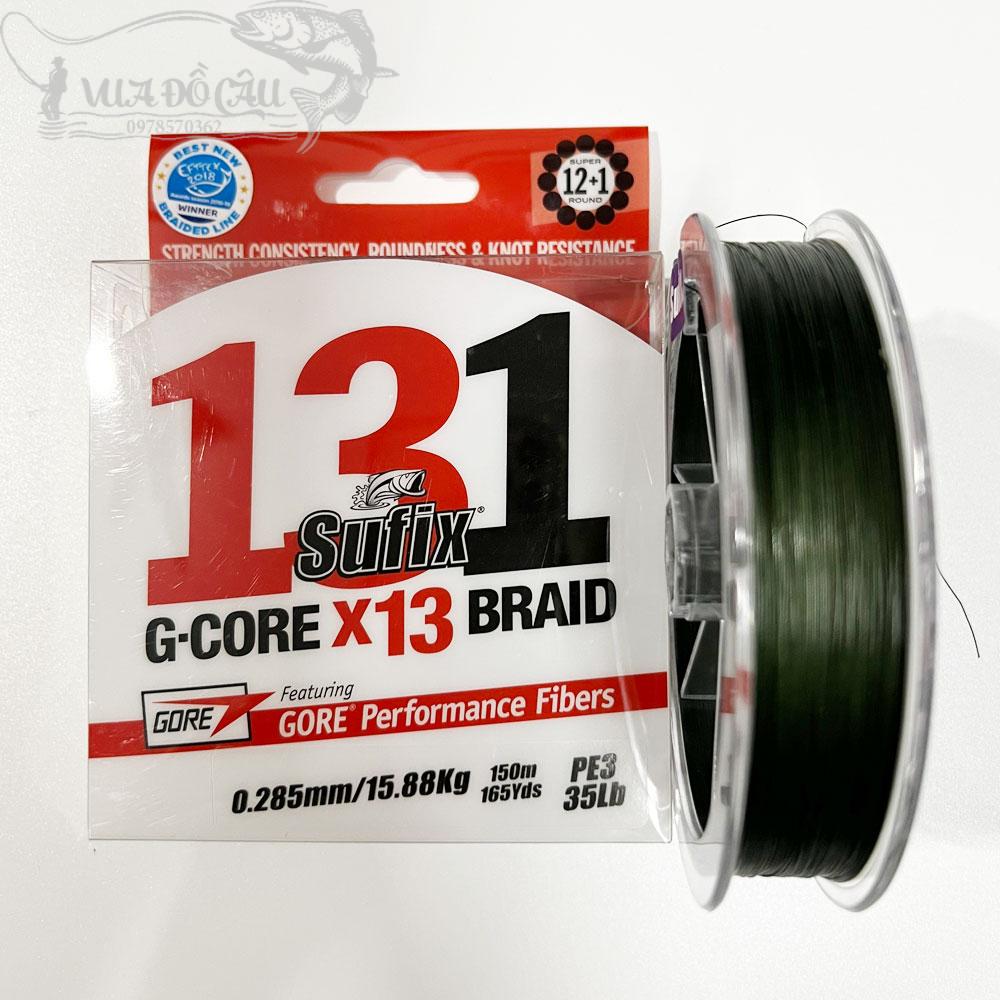 VUA ĐỒ CÂU
0978570362
BEST NEW
EFTTEX
2018
WINNER
BRAIDED LINE
SUPER
12+1
ROUND
STRENGTH CONSISTENCY, ROUNDNESS & KNOT RESISTANCE
131
Sufix®
G-CORE X13 BRAID
GORE
Featuring
GORE® Performance Fibers
0.285mm/15.88Kg
150m
165Yds
PE3
35Lb